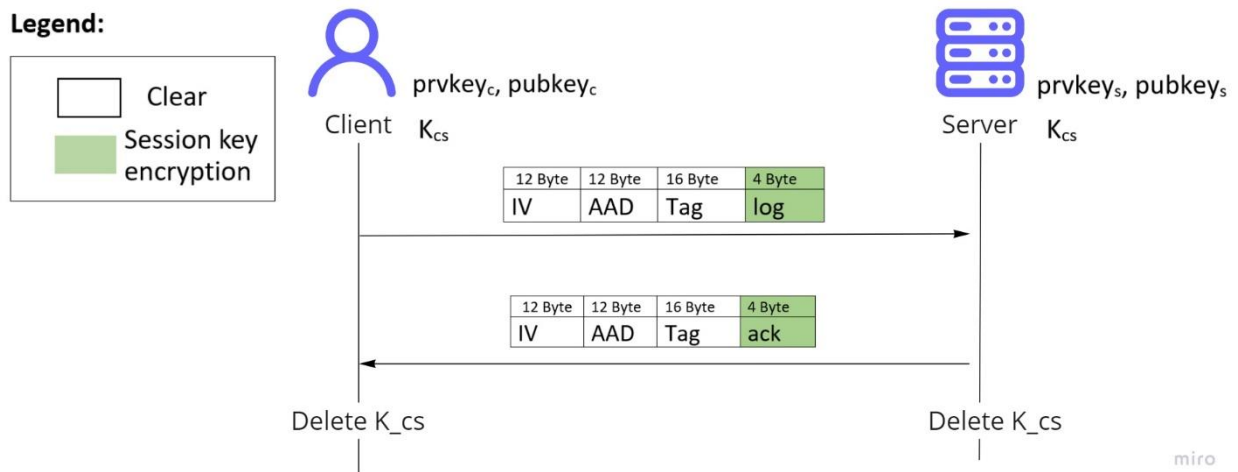 Legend:
Clear
Session key
encryption
prvkeyc, pubkeyc
Client Kcs
prvkeys, pubkeys
Server Kcs
12 Byte 12 Byte 16 Byte 4 Byte
IV AAD Tag log
12 Byte 12 Byte 16 Byte 4 Byte
IV AAD Tag ack
Delete K_cs Delete K_cs
miro